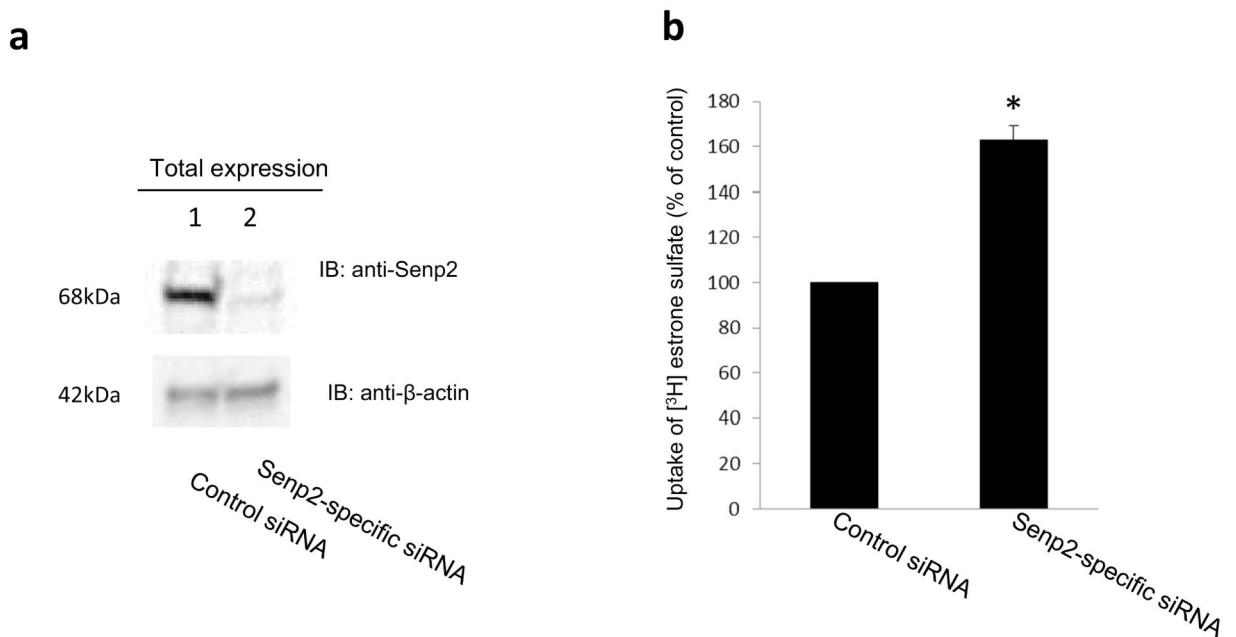 a
Total expression
1 2
IB: anti-Senp2
68kDa
42kDa
IB: anti-β-actin
Control siRNA
Senp2-specific siRNA
b
Uptake of [³H] estrone sulfate (% of control)
180
160
140
120
100
80
60
40
20
0
*
Control siRNA
Senp2-specific siRNA